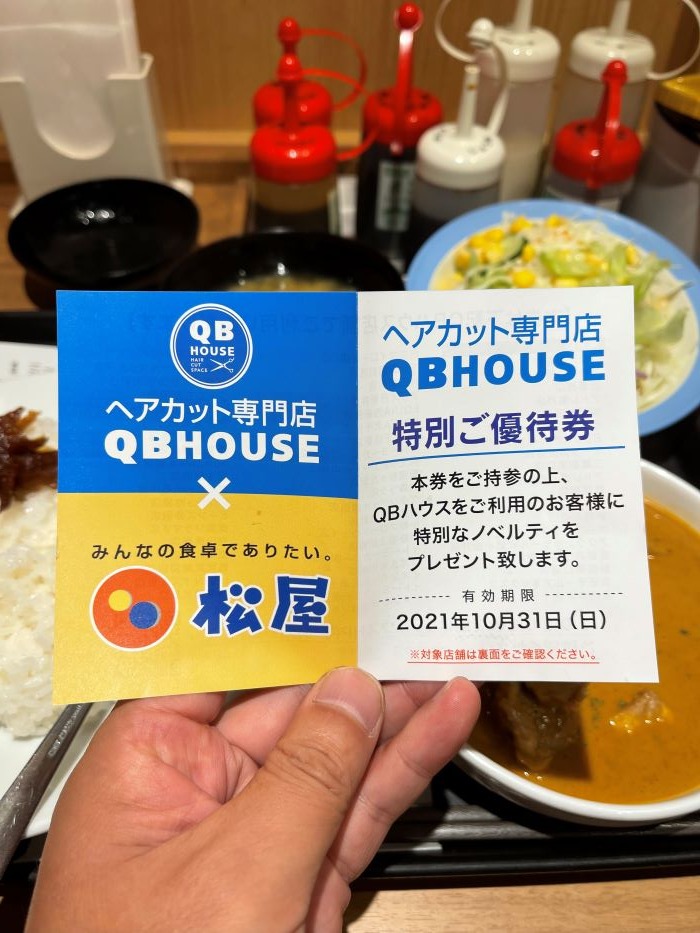 QB
HOUSE
HAIR
CUT
SPACE
ヘアカット専門店
QBHOUSE
×
みんなの食卓でありたい。
松屋
ヘアカット専門店
QBHOUSE
特別ご優待券
本券をご持参の上、
QBハウスをご利用のお客様に
特別なノベルティを
プレゼント致します。
有効期限
2021年10月31日（日）
※対象店舗は裏面をご確認ください。